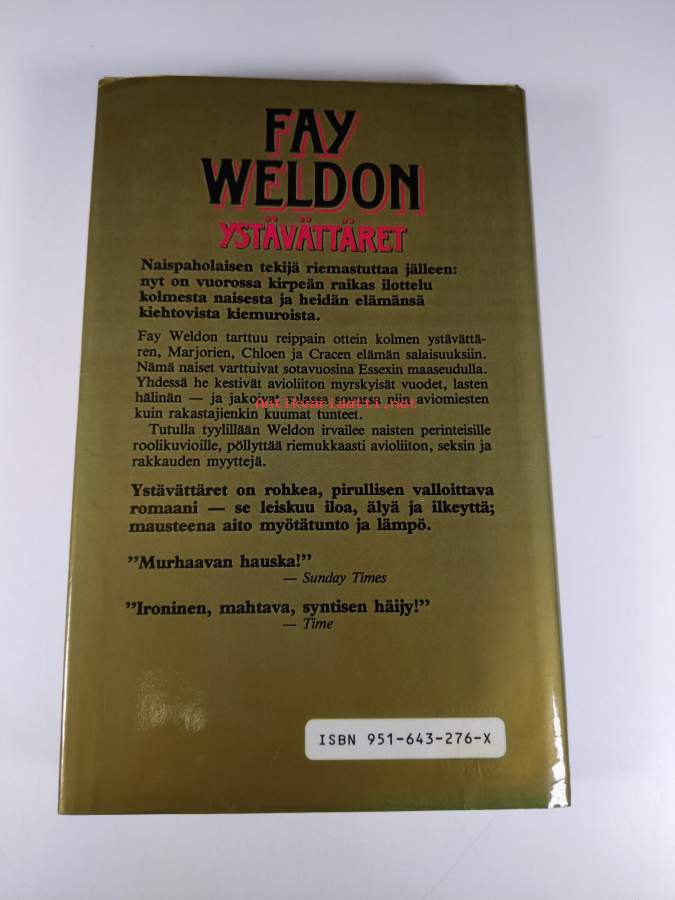 FAY
WELDON
YSTÄVÄTTÄRET
Naispaholaisen tekijä riemastuttaa jälleen:
nyt on vuorossa kirpeän raikas ilottelu
kolmesta naisesta ja heidän elämänsä
kiehtovista kiemuroista.
Fay Weldon tarttuu reippain ottein kolmen ystävättä-
ren, Marjorien, Chloen ja Cracen elämän salaisuuksiin.
Nämä naiset varttuivat sotavuosina Essexin maaseudulla.
Yhdessä he kestivät avioliiton myrskyisät vuodet, lasten
hälinän — ja jakoivat salassa sovussa niin aviomiesten
Antikvariaatti.net
kuin rakastajienkin kuumat tunteet.
Tutulla tyylillään Weldon irvailee naisten perinteisille
roolikuvioille, pöllyttää riemukkaasti avioliiton, seksin ja
rakkauden myyttejä.
Ystävättäret on rohkea, pirullisen valloittava
romaani — se leiskuu iloa, älyä ja ilkeyttä;
mausteena aito myötätunto ja lämpö.
”Murhaavan hauska!”
— Sunday Times
”Ironinen, mahtava, syntisen häijy!”
— Time
ISBN 951-643-276-X